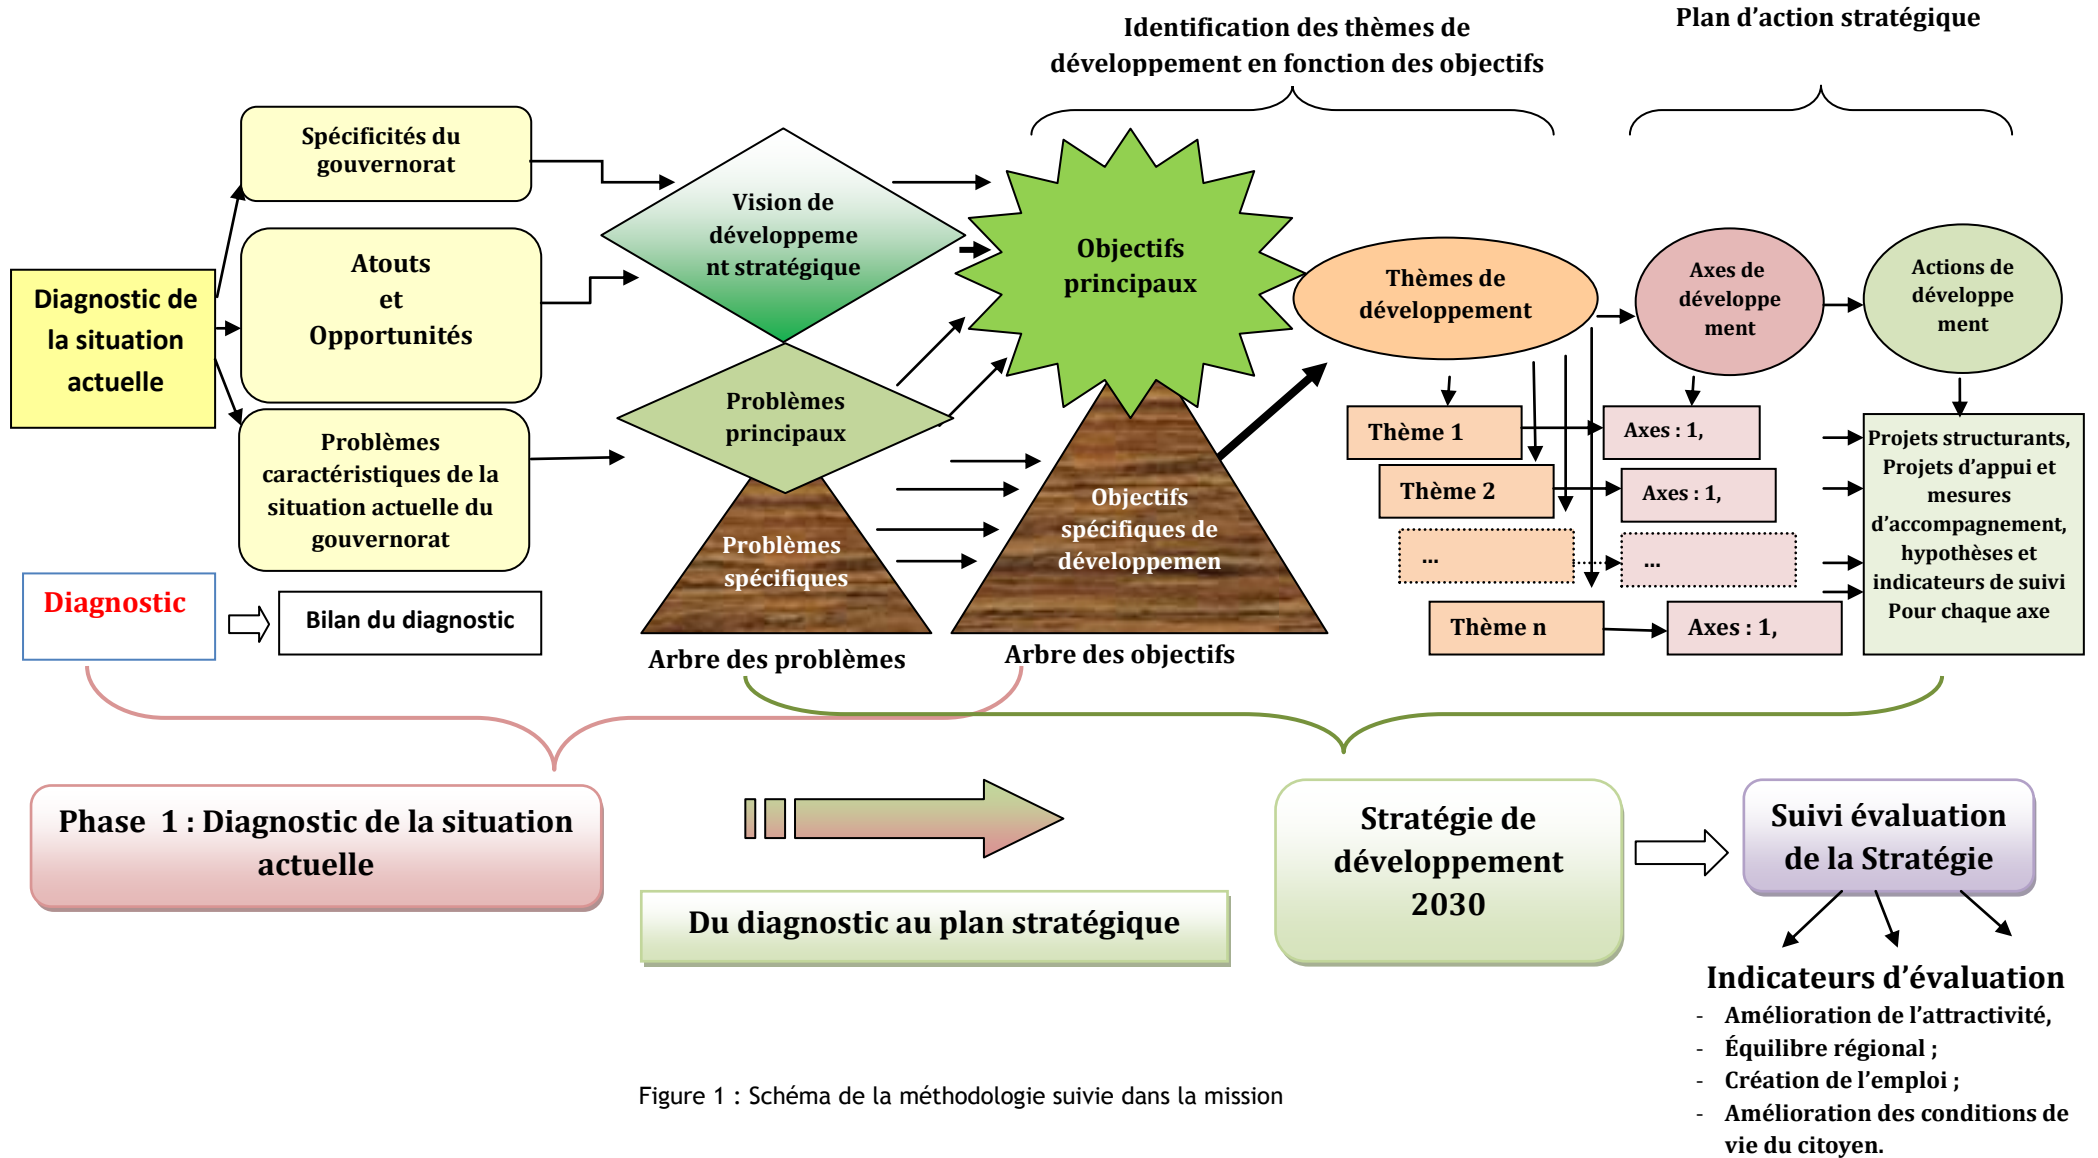 Identification des thèmes de
développement en fonction des objectifs
Plan d'action stratégique
Diagnostic de
la situation
actuelle
Spécificités du
gouvernorat
Atouts
et
Opportunités
Problèmes
caractéristiques de la
situation actuelle du
gouvernorat
Vision de
développeme
nt stratégique
Problèmes
principaux
Problèmes
spécifiques
Arbre des problèmes
Objectifs
principaux
Objectifs
spécifiques de
développemen
Arbre des objectifs
Thèmes de
développement
Axes de
développe
ment
Actions de
développe
ment
Thème 1
Axes : 1,
Thème 2
Axes : 1,
...
...
Thème n
Axes : 1,
Projets structurants,
Projets d'appui et
mesures
d'accompagnement,
hypothèses et
indicateurs de suivi
Pour chaque axe
Diagnostic
Bilan du diagnostic
Phase 1 : Diagnostic de la situation
actuelle
Du diagnostic au plan stratégique
Stratégie de
développement
2030
Suivi évaluation
de la Stratégie
Indicateurs d'évaluation
- Amélioration de l'attractivité,
- Équilibre régional ;
- Création de l'emploi ;
- Amélioration des conditions de
vie du citoyen.
Figure 1 : Schéma de la méthodologie suivie dans la mission